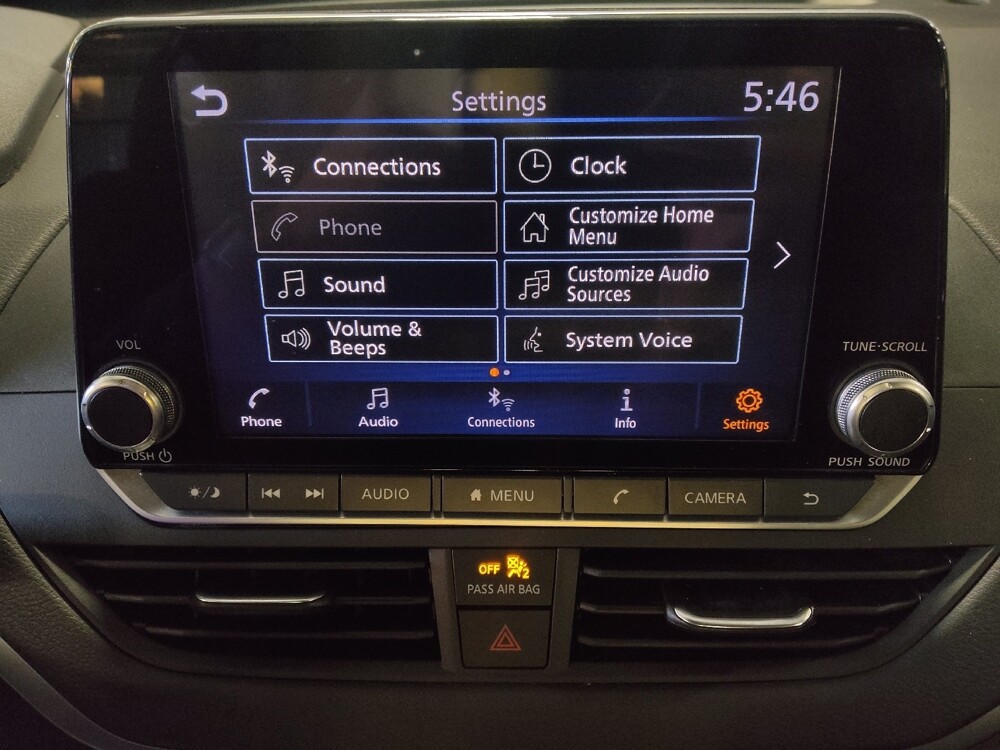 Settings
5:46
Connections
Clock
Phone
Customize Home
Menu
Sound
Customize Audio
Sources
Volume &
Beeps
System Voice
VOL
TUNE·SCROLL
Phone
Audio
Connections
Info
Settings
PUSH
PUSH SOUND
AUDIO
MENU
CAMERA
OFF
2
PASS AIR BAG